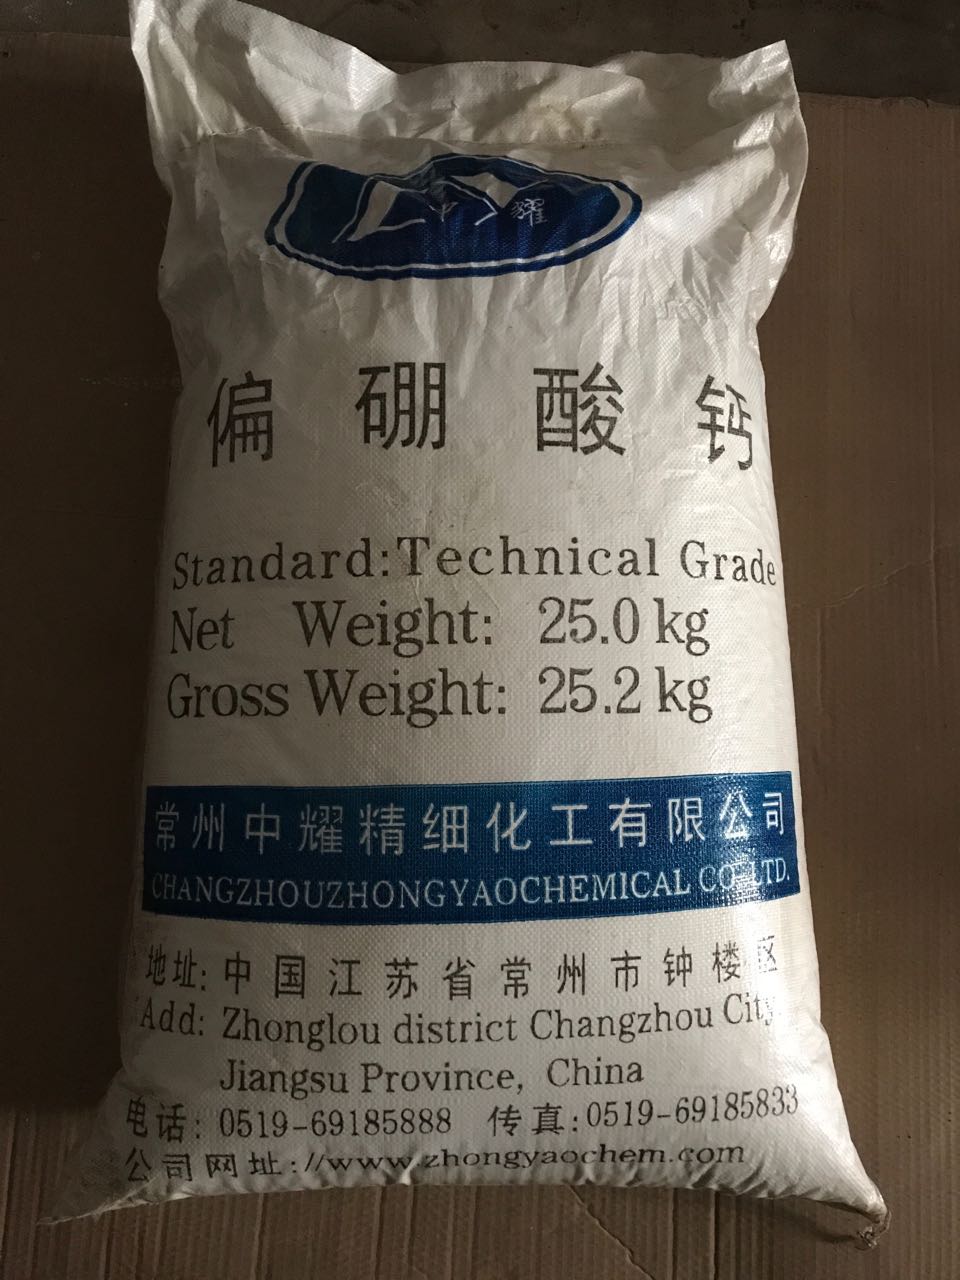 中耀
偏硼酸钙
Standard:Technical Grade
Net Weight: 25.0 kg
Gross Weight: 25.2 kg
常州中耀精细化工有限公司
CHANGZHOUZHONGYAOCHEMICAL CO.LTD.
地址: 中国江苏省常州市钟楼区
Add: Zhonglou district Changzhou City,
Jiangsu Province, China
电话: 0519-69185888 传真:0519-69185833
公司网址://www.zhongyaochem.com